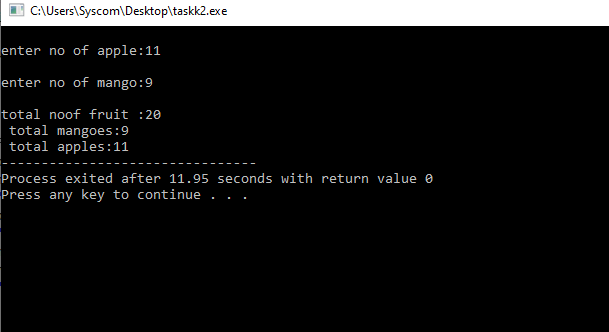 C:\Users\Syscom\Desktop\taskk2.exe
enter no of apple:11
enter no of mango:9
total noof fruit :20
 total mangoes:9
 total apples:11
--------------------------------
Process exited after 11.95 seconds with return value 0
Press any key to continue . . .